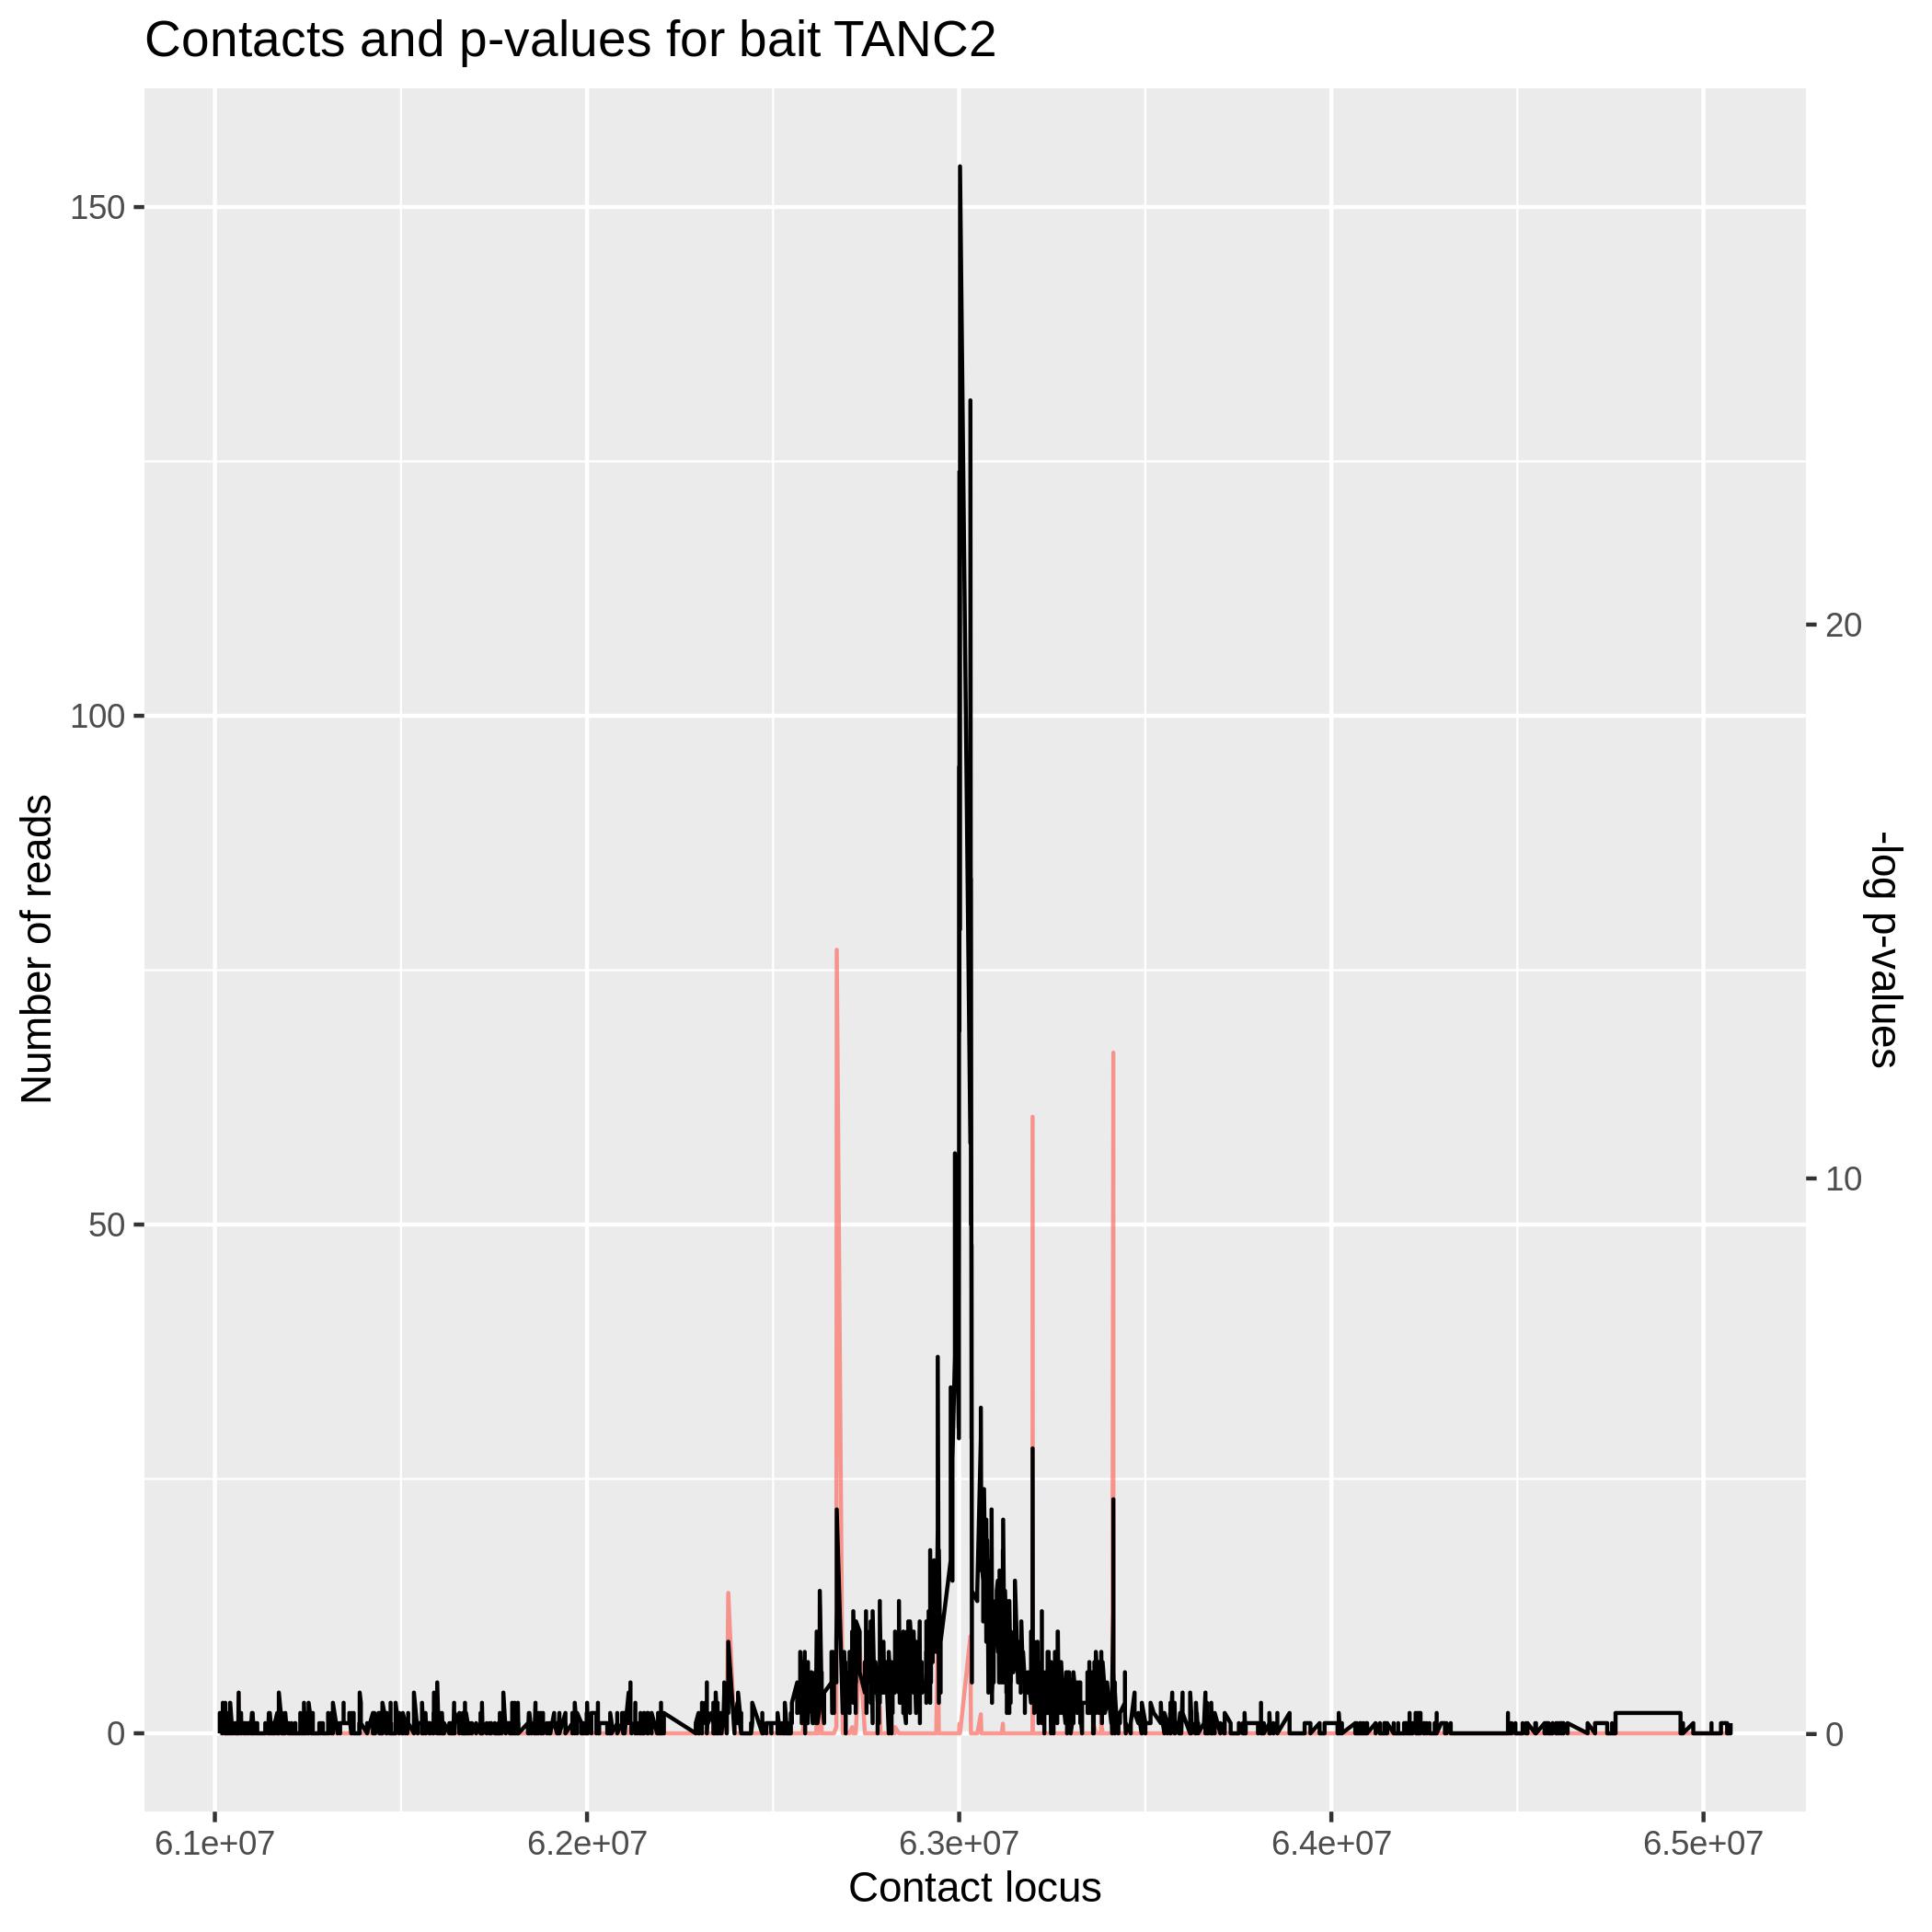 Contacts and p-values for bait TANC2
150
100
50
0
Number of reads
20
10
0
-log p-values
6.1e+07
6.2e+07
6.3e+07
6.4e+07
6.5e+07
Contact locus